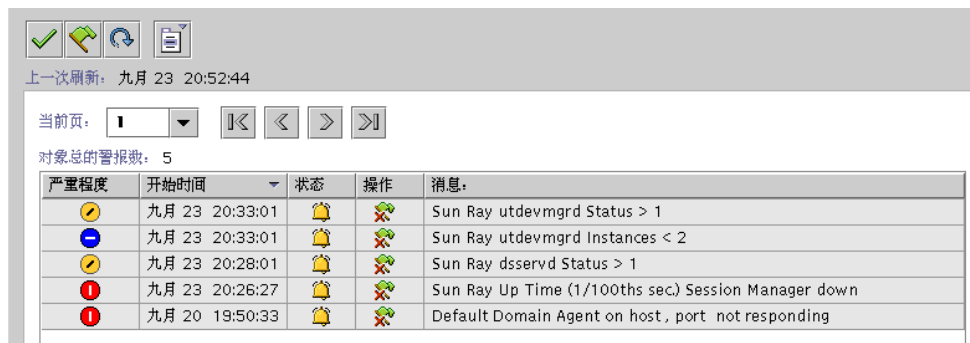 上一次刷新: 九月 23 20:52:44
当前页: 1
对象总的警报数: 5
严重程度 开始时间 状态 操作 消息:
九月 23 20:33:01 Sun Ray utdevmgrd Status > 1
九月 23 20:33:01 Sun Ray utdevmgrd Instances < 2
九月 23 20:28:01 Sun Ray dsservd Status > 1
九月 23 20:26:27 Sun Ray Up Time (1/100ths sec.) Session Manager down
九月 20 19:50:33 Default Domain Agent on host , port not responding